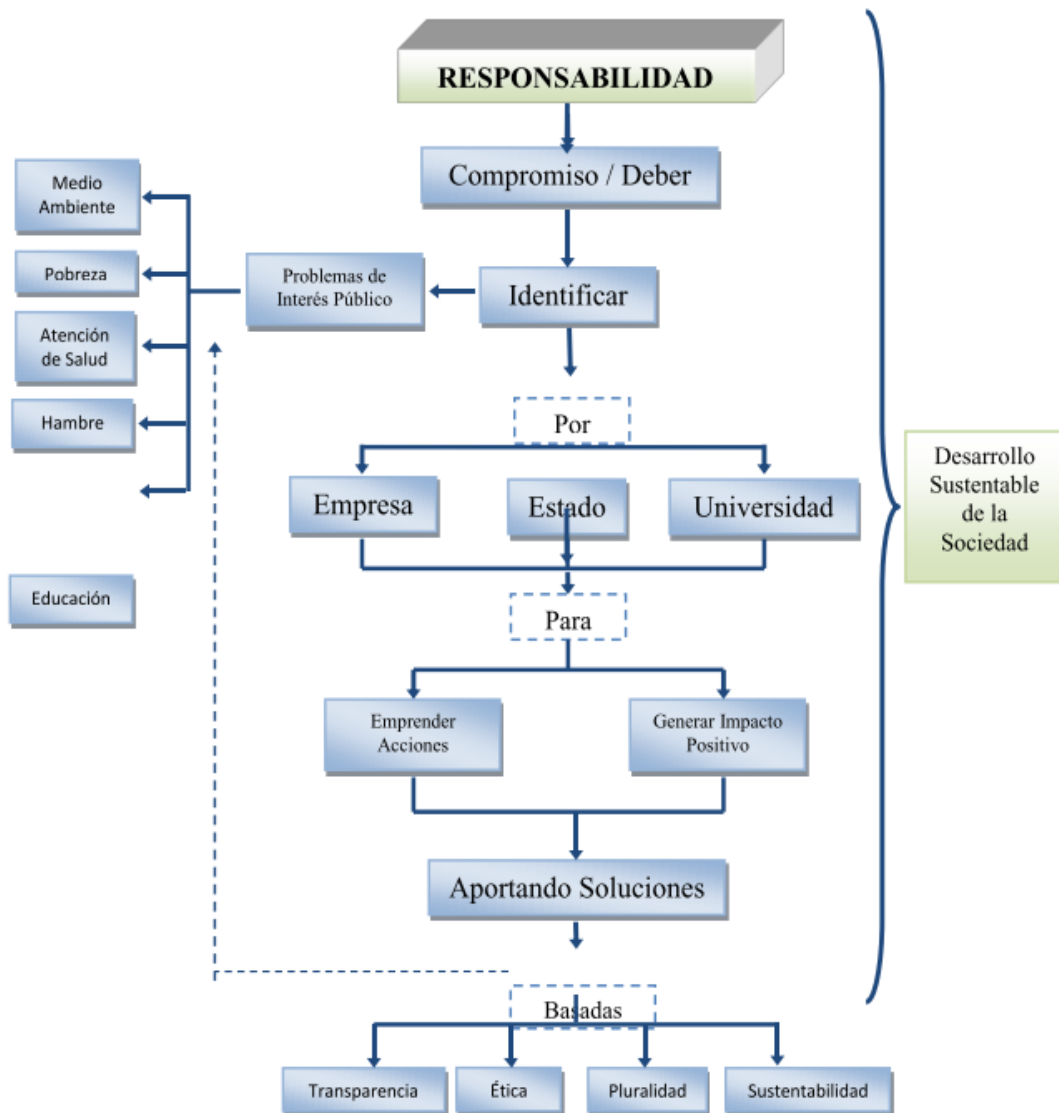 RESPONSABILIDAD
Compromiso / Deber
Medio
Ambiente
Pobreza
Atención
de Salud
Hambre
Educación
Problemas de
Interés Público
Identificar
Por
Empresa
Estado
Universidad
Para
Emprender
Acciones
Generar Impacto
Positivo
Aportando Soluciones
Basadas
Transparencia
Ética
Pluralidad
Sustentabilidad
Desarrollo
Sustentable
de la
Sociedad